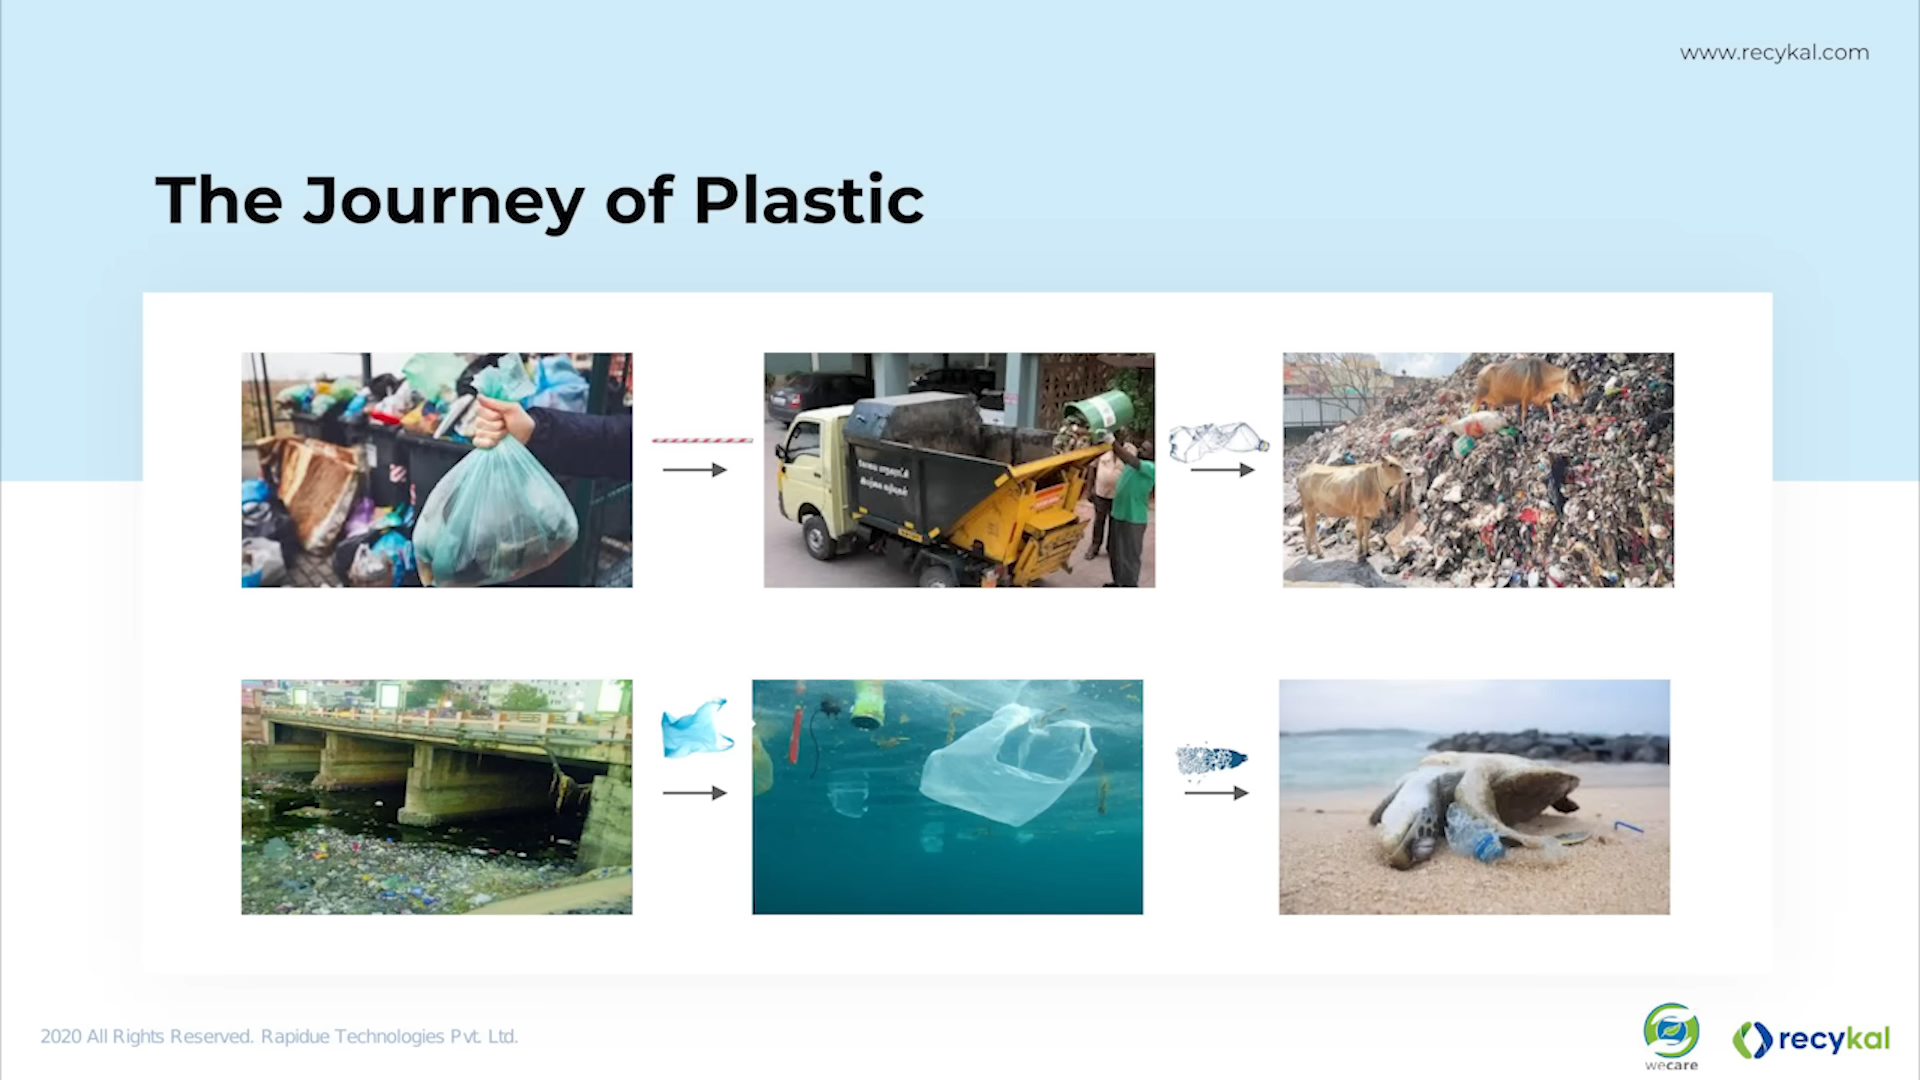 www.recykal.com
The Journey of Plastic
2020 All Rights Reserved. Rapidue Technologies Pvt. Ltd.
wecare
recykal